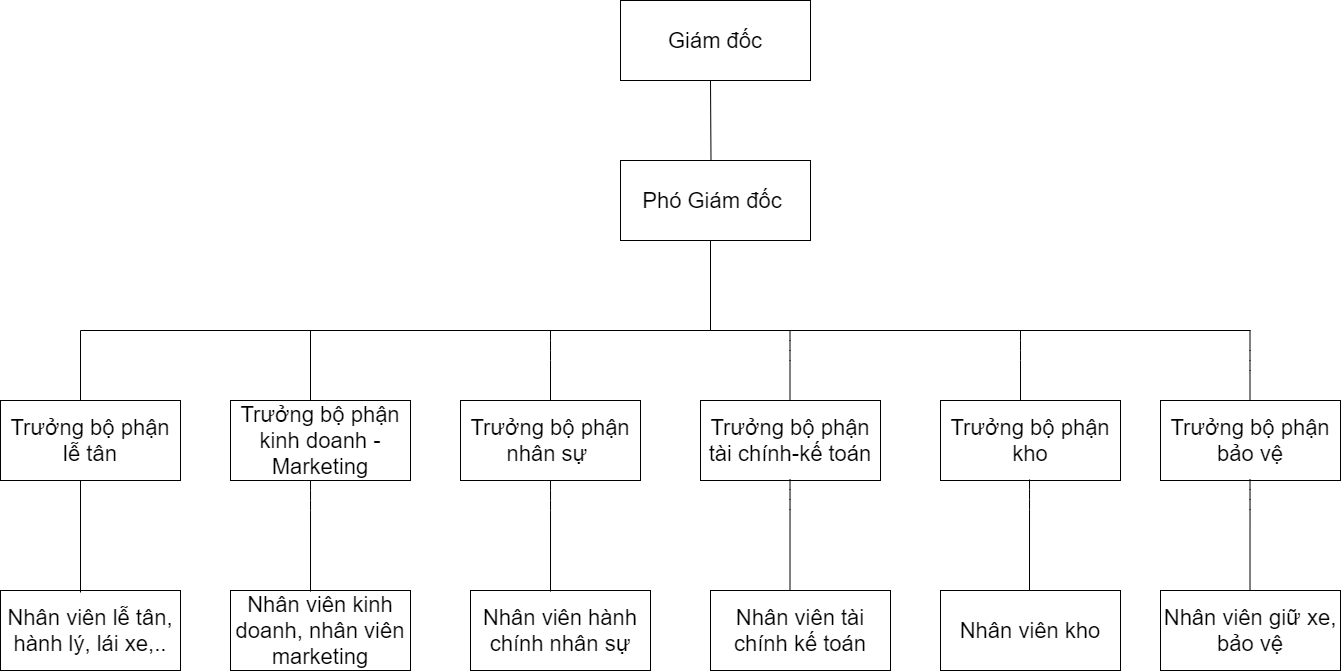 Giám đốc
Phó Giám đốc
Trưởng bộ phận
lễ tân
Trưởng bộ phận
kinh doanh -
Marketing
Trưởng bộ phận
nhân sự
Trưởng bộ phận
tài chính-kế toán
Trưởng bộ phận
kho
Trưởng bộ phận
bảo vệ
Nhân viên lễ tân,
hành lý, lái xe,..
Nhân viên kinh
doanh, nhân viên
marketing
Nhân viên hành
chính nhân sự
Nhân viên tài
chính kế toán
Nhân viên kho
Nhân viên giữ xe,
bảo vệ